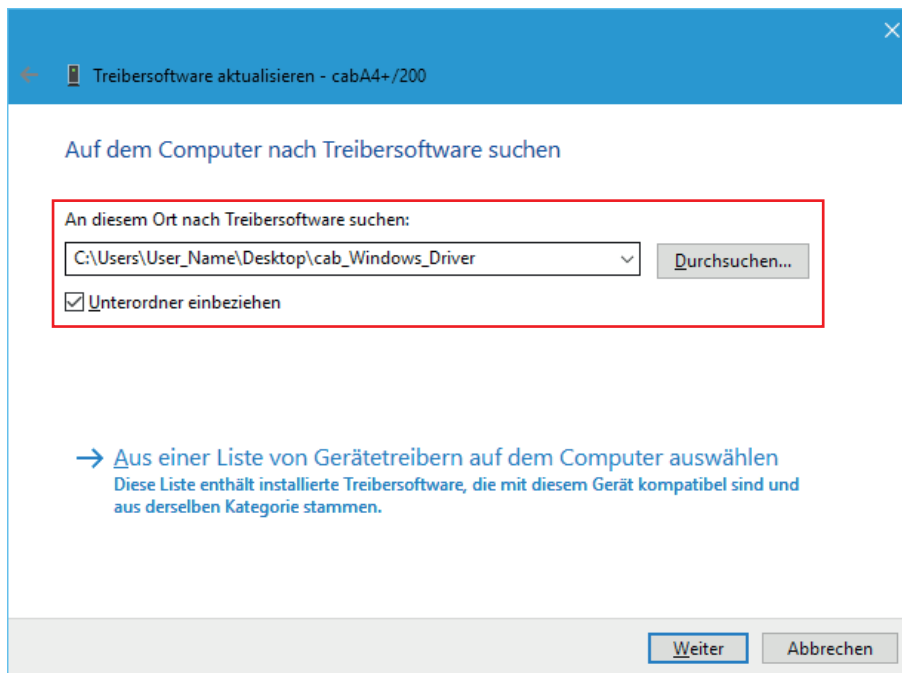 Treibersoftware aktualisieren - cabA4+/200
Auf dem Computer nach Treibersoftware suchen
An diesem Ort nach Treibersoftware suchen:
C:\Users\User_Name\Desktop\cab_Windows_Driver
Durchsuchen...
Unterordner einbeziehen
Aus einer Liste von Gerätetreibern auf dem Computer auswählen
Diese Liste enthält installierte Treibersoftware, die mit diesem Gerät kompatibel sind und
aus derselben Kategorie stammen.
Weiter
Abbrechen